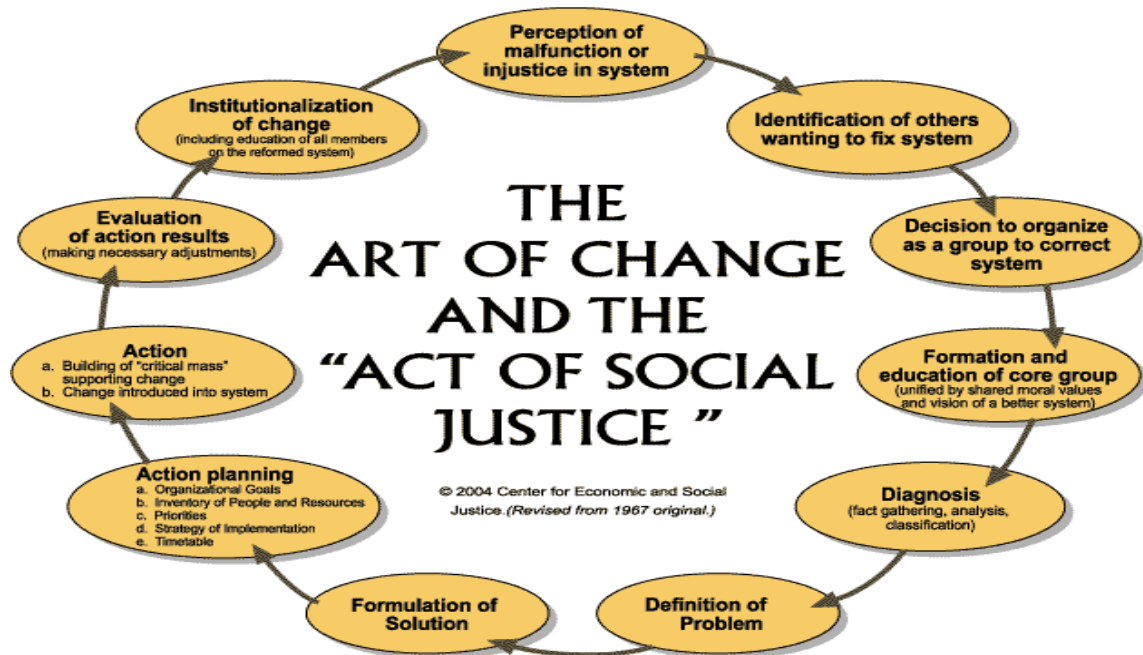 Perception of
malfunction or
injustice in system
Identification of others
wanting to fix system
Decision to organize
as a group to correct
system
Formation and
education of core group
(unified by shared moral values
and vision of a better system)
Diagnosis
(fact gathering, analysis,
classification)
Definition of
Problem
Formulation of
Solution
Action planning
a. Organizational Goals
b. Inventory of People and Resources
c. Priorities
d. Strategy of Implementation
e. Timetable
Action
a. Building of "critical mass"
supporting change
b. Change introduced into system
Evaluation
of action results
(making necessary adjustments)
Institutionalization
of change
(including education of all members
on the reformed system)
THE
ART OF CHANGE
AND THE
“ACT OF SOCIAL
JUSTICE ”
© 2004 Center for Economic and Social
Justice.(Revised from 1967 original.)